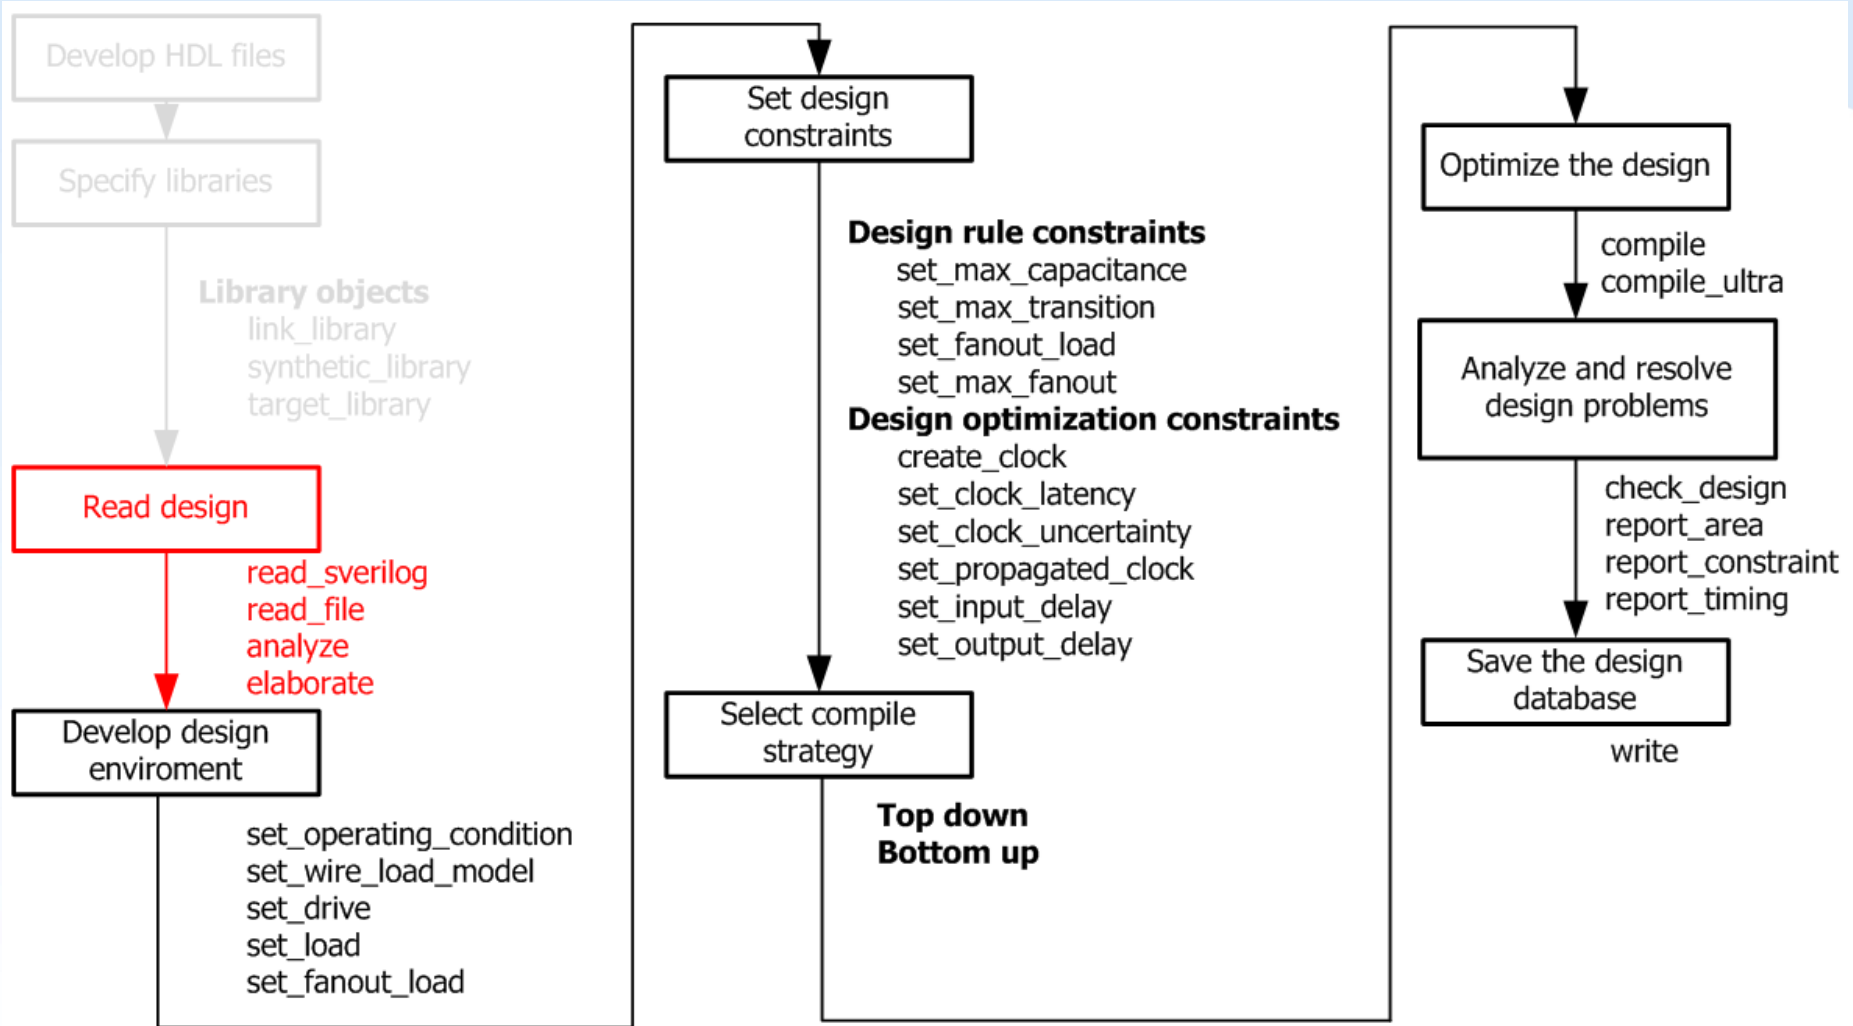 Develop HDL files
Specify libraries
Library objects
link_library
synthetic_library
target_library
Read design
read_sverilog
read_file
analyze
elaborate
Develop design
enviroment
set_operating_condition
set_wire_load_model
set_drive
set_load
set_fanout_load
Set design
constraints
Design rule constraints
set_max_capacitance
set_max_transition
set_fanout_load
set_max_fanout
Design optimization constraints
create_clock
set_clock_latency
set_clock_uncertainty
set_propagated_clock
set_input_delay
set_output_delay
Select compile
strategy
Top down
Bottom up
Optimize the design
compile
compile_ultra
Analyze and resolve
design problems
check_design
report_area
report_constraint
report_timing
Save the design
database
write